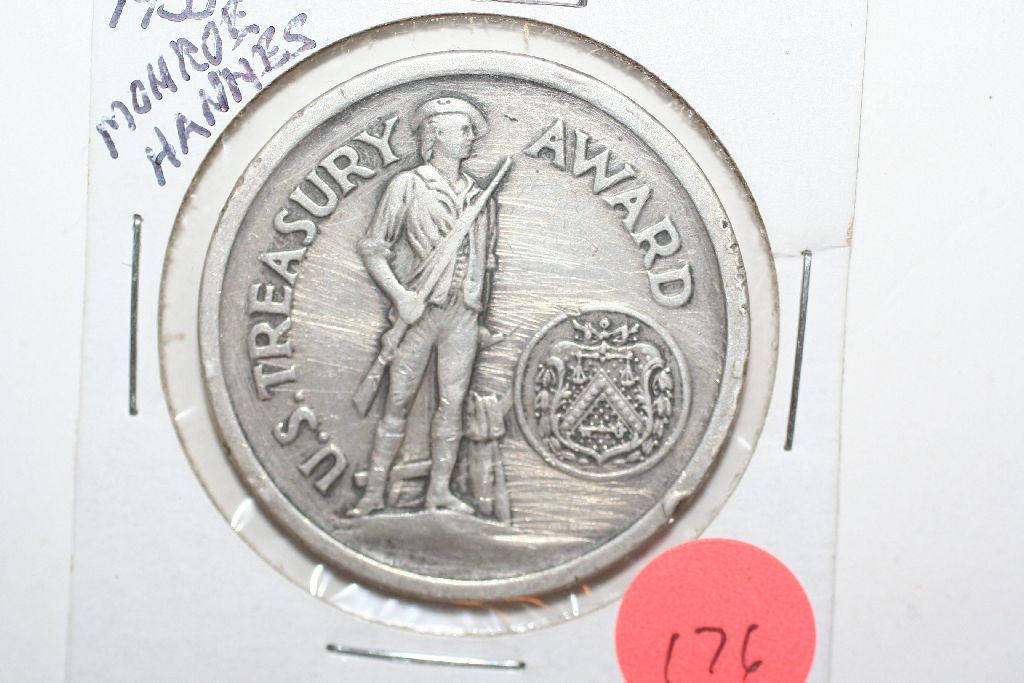 MONROE
HANNES
U.S. TREASURY AWARD
176